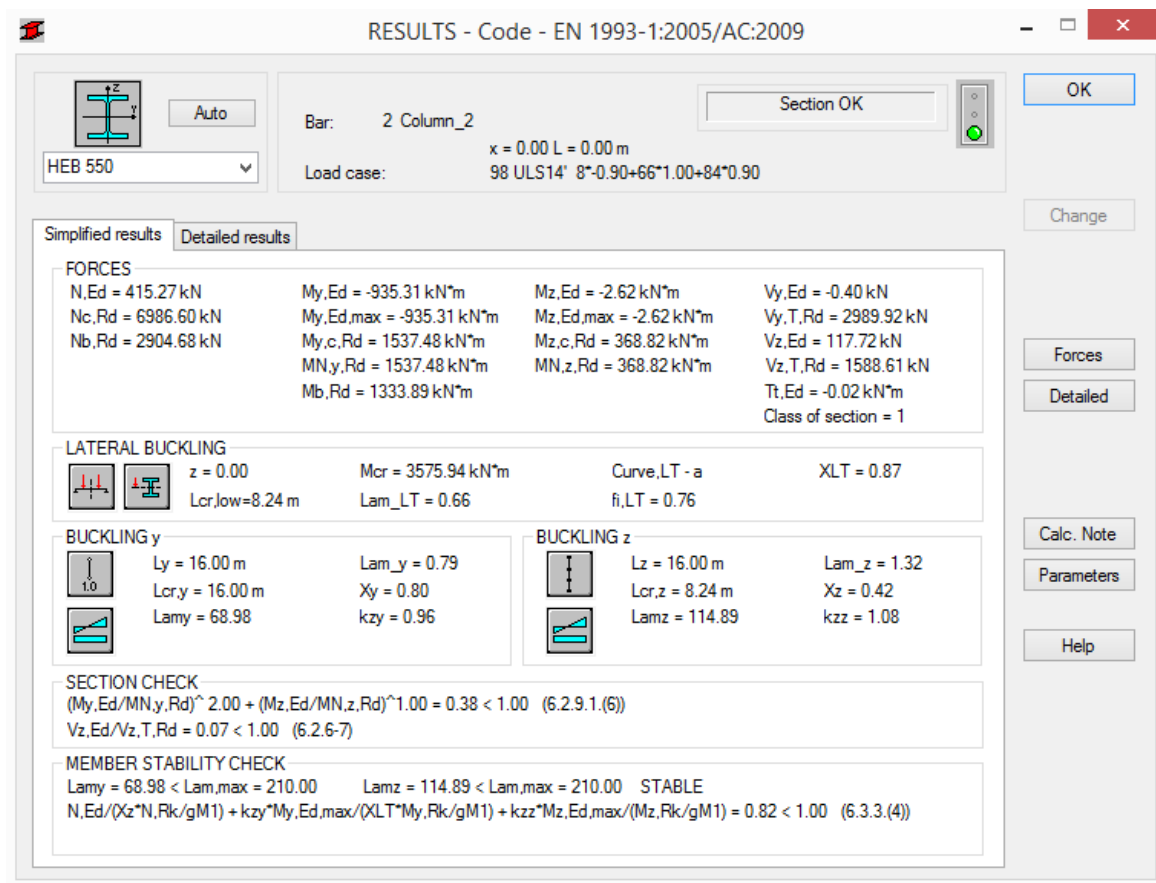 RESULTS - Code - EN 1993-1:2005/AC:2009
z
Y
Auto
HEB 550
Bar: 2 Column_2
x = 0.00 L = 0.00 m
Load case: 98 ULS14' 8*-0.90+66*1.00+84*0.90
Section OK
OK
Change
Forces
Detailed
Calc. Note
Parameters
Help
Simplified results Detailed results
FORCES
N,Ed = 415.27 kN My,Ed = -935.31 kN*m Mz,Ed = -2.62 kN*m Vy,Ed = -0.40 kN
Nc,Rd = 6986.60 kN My,Ed,max = -935.31 kN*m Mz,Ed,max = -2.62 kN*m Vy,T,Rd = 2989.92 kN
Nb,Rd = 2904.68 kN My,c,Rd = 1537.48 kN*m Mz,c,Rd = 368.82 kN*m Vz,Ed = 117.72 kN
MN,y,Rd = 1537.48 kN*m MN,z,Rd = 368.82 kN*m Vz,T,Rd = 1588.61 kN
Mb,Rd = 1333.89 kN*m Tt,Ed = -0.02 kN*m
Class of section = 1
LATERAL BUCKLING
z = 0.00 Mcr = 3575.94 kN*m Curve,LT - a XLT = 0.87
Lcr,low=8.24 m Lam_LT = 0.66 fi,LT = 0.76
BUCKLING y
1.0
Ly = 16.00 m Lam_y = 0.79
Lcr,y = 16.00 m Xy = 0.80
Lamy = 68.98 kzy = 0.96
BUCKLING z
Lz = 16.00 m Lam_z = 1.32
Lcr,z = 8.24 m Xz = 0.42
Lamz = 114.89 kzz = 1.08
SECTION CHECK
(My,Ed/MN,y,Rd)^ 2.00 + (Mz,Ed/MN,z,Rd)^1.00 = 0.38 < 1.00 (6.2.9.1.(6))
Vz,Ed/Vz,T,Rd = 0.07 < 1.00 (6.2.6-7)
MEMBER STABILITY CHECK
Lamy = 68.98 < Lam,max = 210.00 Lamz = 114.89 < Lam,max = 210.00 STABLE
N,Ed/(Xz*N,Rk/gM1) + kzy*My,Ed,max/(XLT*My,Rk/gM1) + kzz*Mz,Ed,max/(Mz,Rk/gM1) = 0.82 < 1.00 (6.3.3.(4))